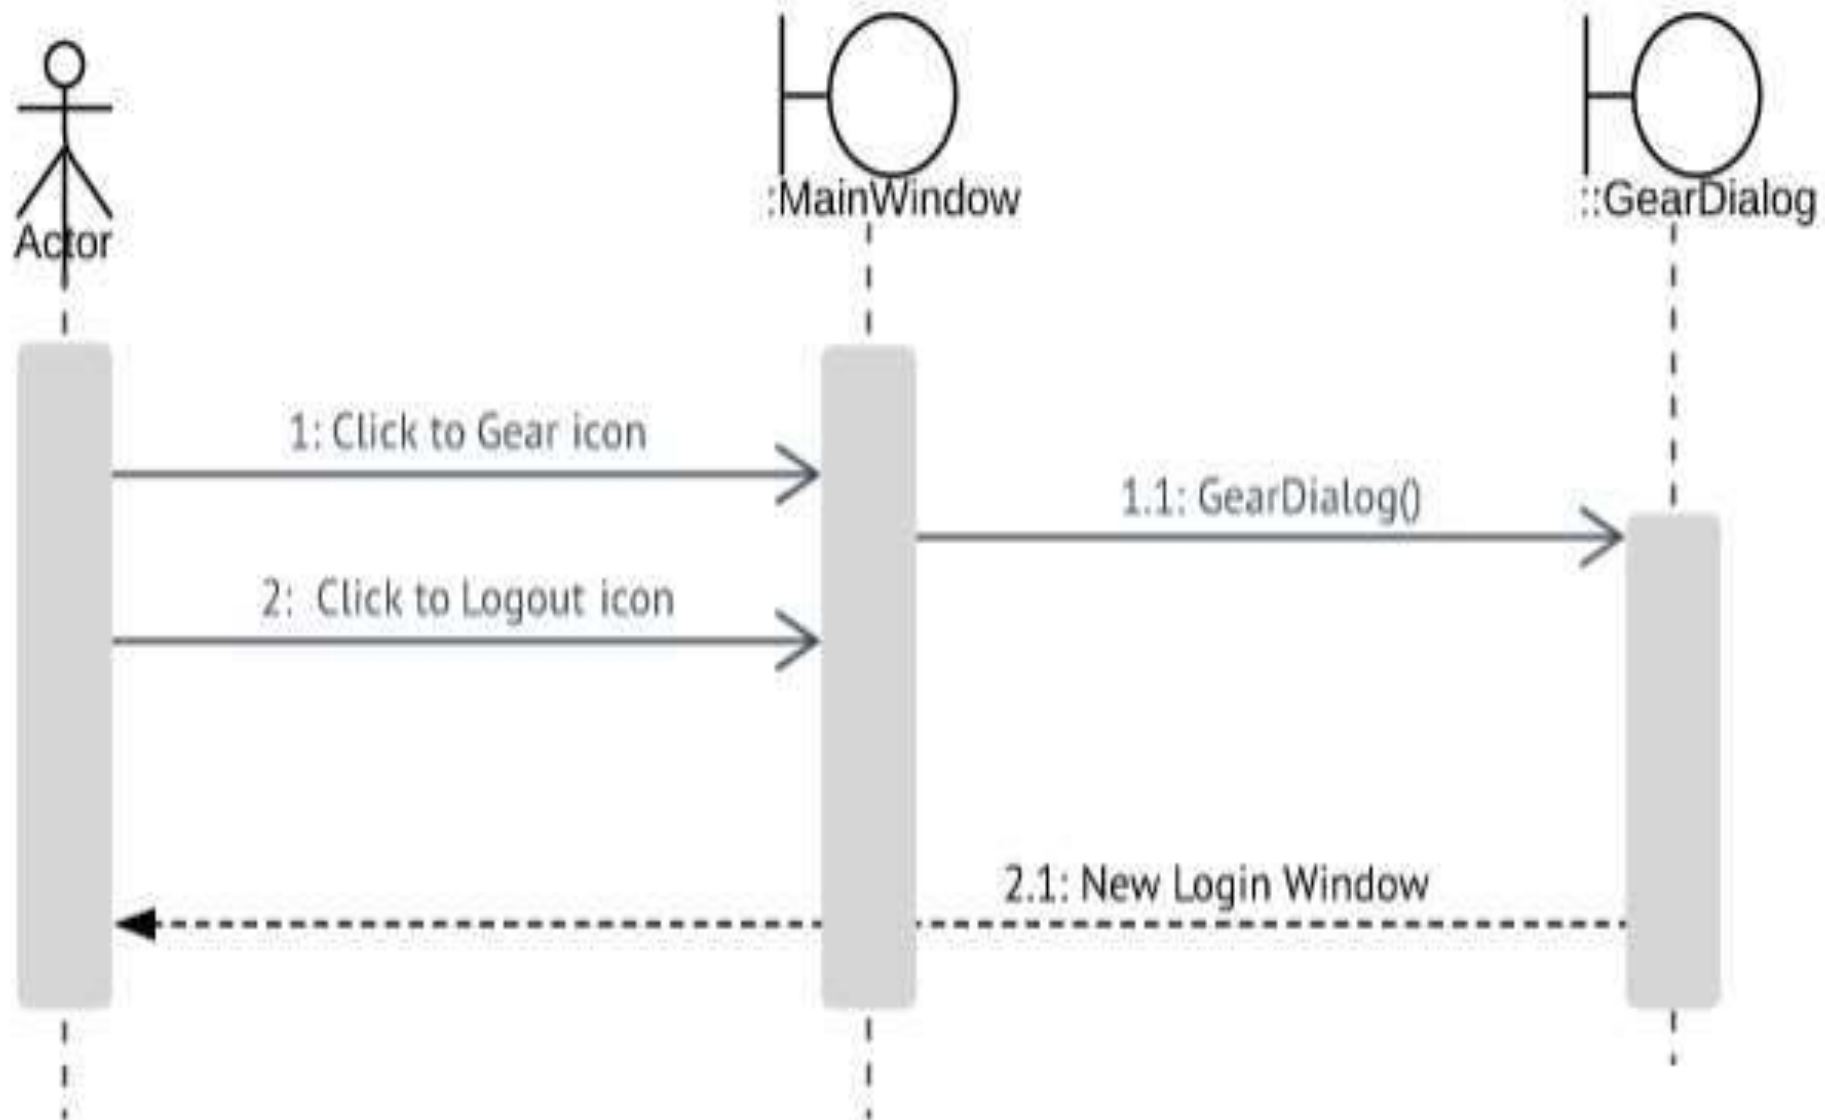 Actor
:MainWindow
::GearDialog
1: Click to Gear icon
1.1: GearDialog()
2: Click to Logout icon
2.1: New Login Window